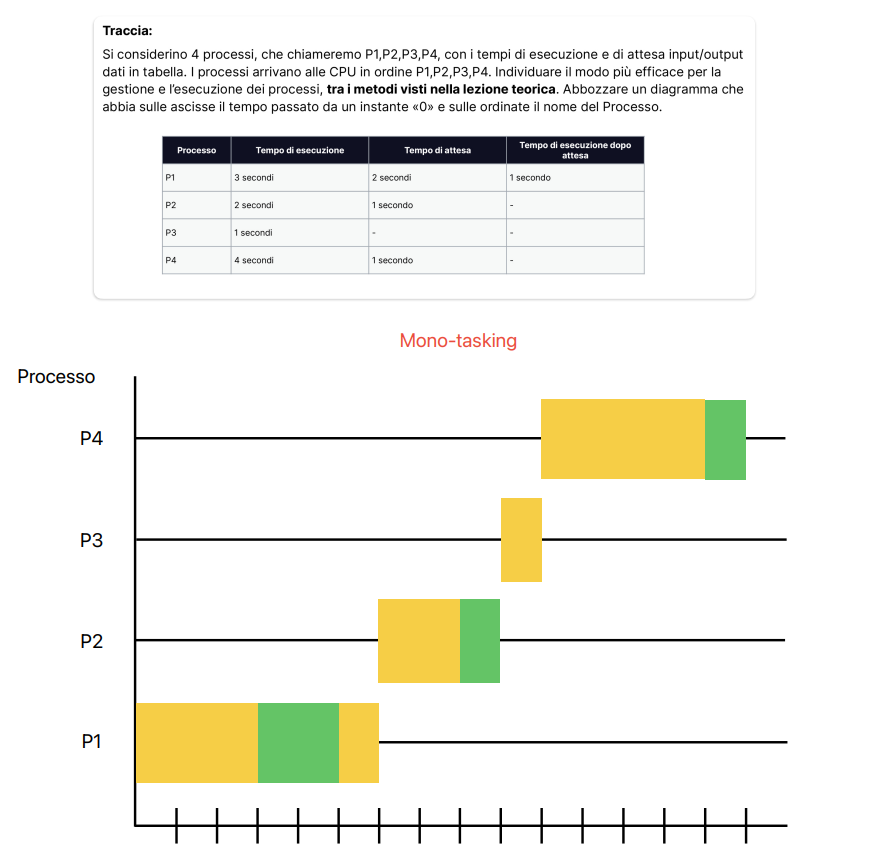 Traccia:
Si considerino 4 processi, che chiameremo P1,P2,P3,P4, con i tempi di esecuzione e di attesa input/output
dati in tabella. I processi arrivano alle CPU in ordine P1,P2,P3,P4. Individuare il modo più efficace per la
gestione e l'esecuzione dei processi, tra i metodi visti nella lezione teorica. Abbozzare un diagramma che
abbia sulle ascisse il tempo passato da un instante «0» e sulle ordinate il nome del Processo.
Processo Tempo di esecuzione Tempo di attesa Tempo di esecuzione dopo attesa
P1 3 secondi 2 secondi 1 secondo
P2 2 secondi 1 secondo -
P3 1 secondi - -
P4 4 secondi 1 secondo -
Mono-tasking
Processo
P4
P3
P2
P1